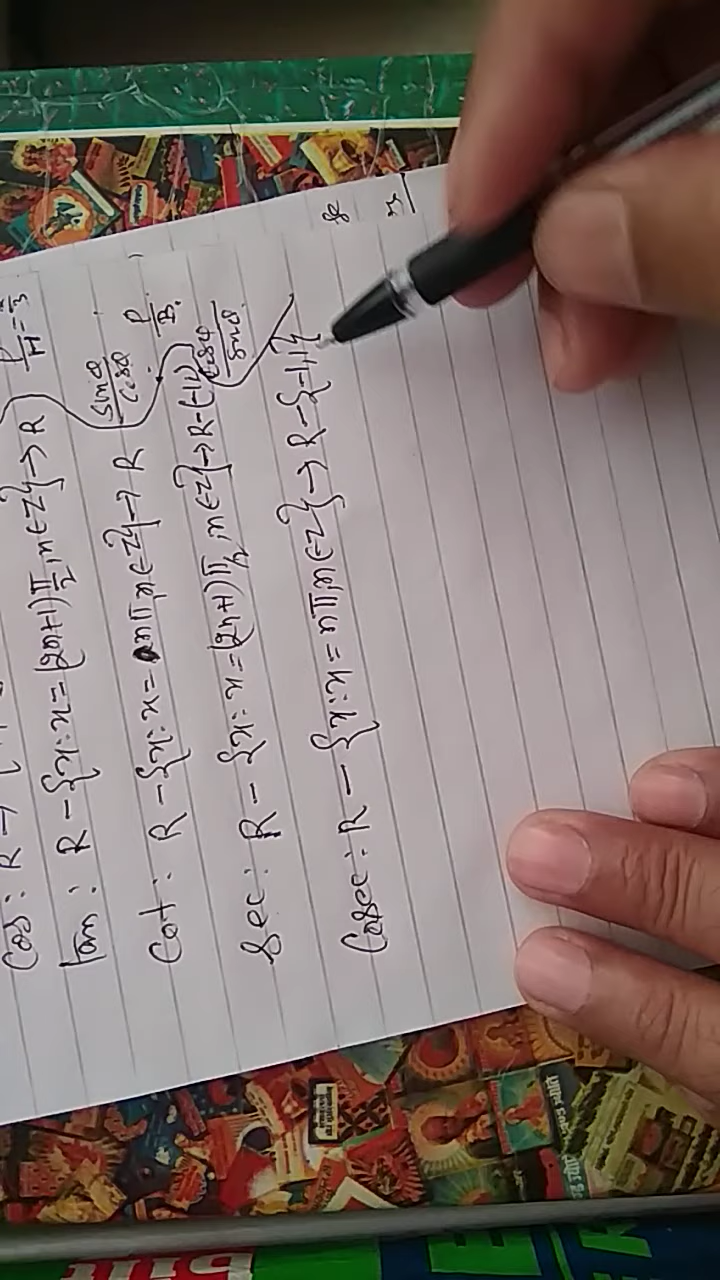 Cos : R →
P/H =
Tan : R - {x : x = (2n+1) π/2, n ∈ Z} → R
Sinθ/Cosθ
P/B
Cot : R - {x : x = nπ, n ∈ Z} → R
Cosθ/Sinθ
Sec : R - {x : x = (2n+1) π/2, n ∈ Z} → R - (-1,1)
Cosec : R - {x : x = nπ, n ∈ Z} → R - {-1,1}